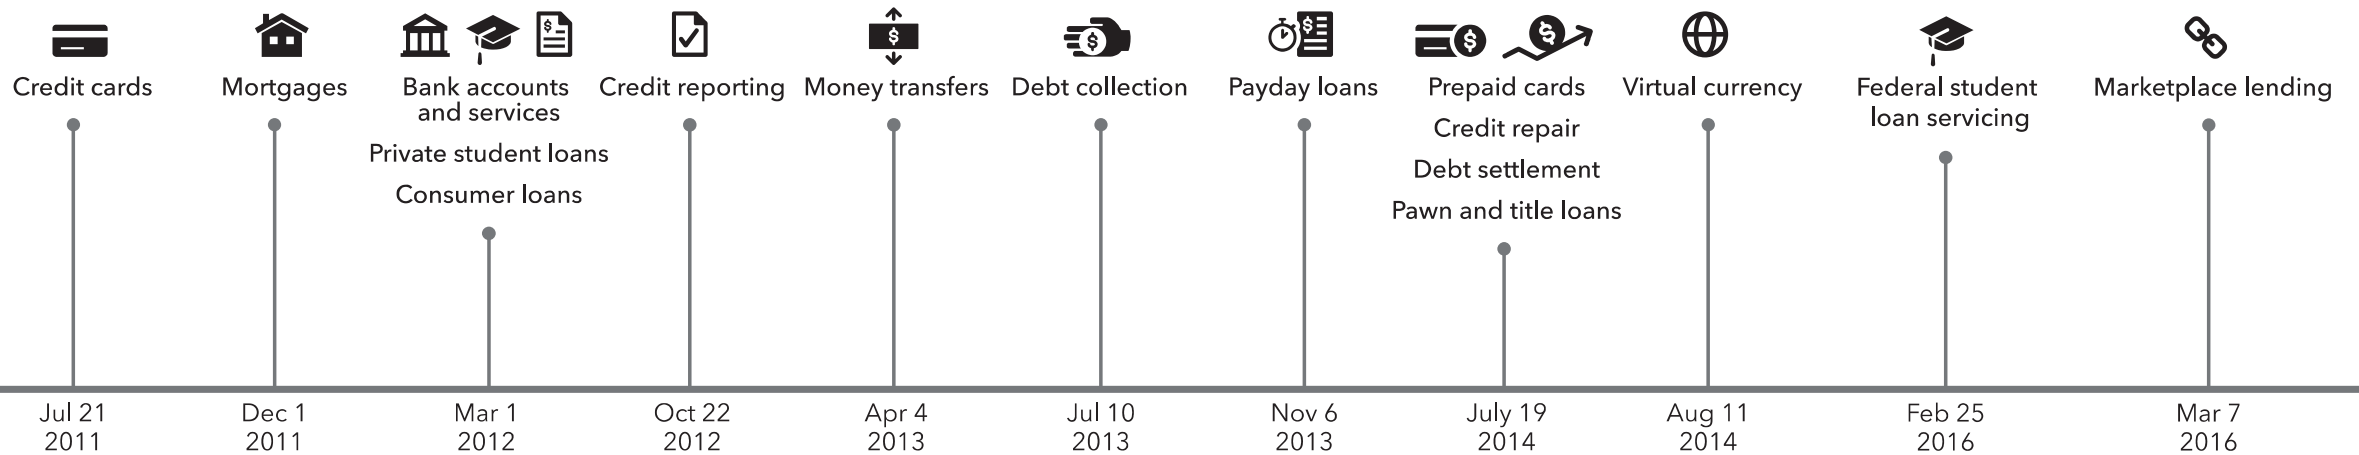 Credit cards
Mortgages
Bank accounts
and services
Private student loans
Consumer loans
Credit reporting
Money transfers
Debt collection
Payday loans
Prepaid cards
Credit repair
Debt settlement
Pawn and title loans
Virtual currency
Federal student
loan servicing
Marketplace lending
Jul 21
2011
Dec 1
2011
Mar 1
2012
Oct 22
2012
Apr 4
2013
Jul 10
2013
Nov 6
2013
July 19
2014
Aug 11
2014
Feb 25
2016
Mar 7
2016